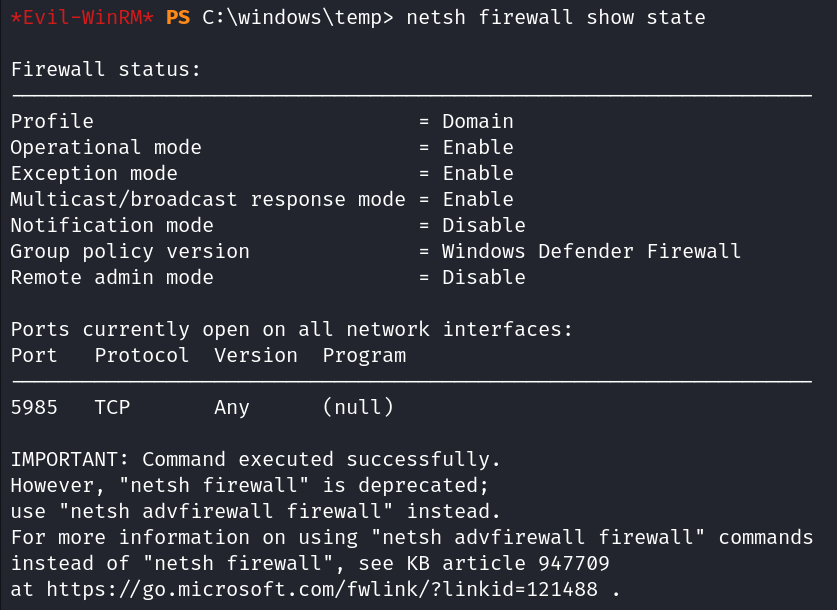 *Evil-WinRM* PS C:\windows\temp> netsh firewall show state
Firewall status:
-------------------------------------------------------------------
Profile                           = Domain
Operational mode                  = Enable
Exception mode                    = Enable
Multicast/broadcast response mode = Enable
Notification mode                 = Disable
Group policy version              = Windows Defender Firewall
Remote admin mode                 = Disable
Ports currently open on all network interfaces:
Port   Protocol  Version  Program
-------------------------------------------------------------------
5985   TCP       Any      (null)
IMPORTANT: Command executed successfully.
However, "netsh firewall" is deprecated;
use "netsh advfirewall firewall" instead.
For more information on using "netsh advfirewall firewall" commands
instead of "netsh firewall", see KB article 947709
at https://go.microsoft.com/fwlink/?linkid=121488 .